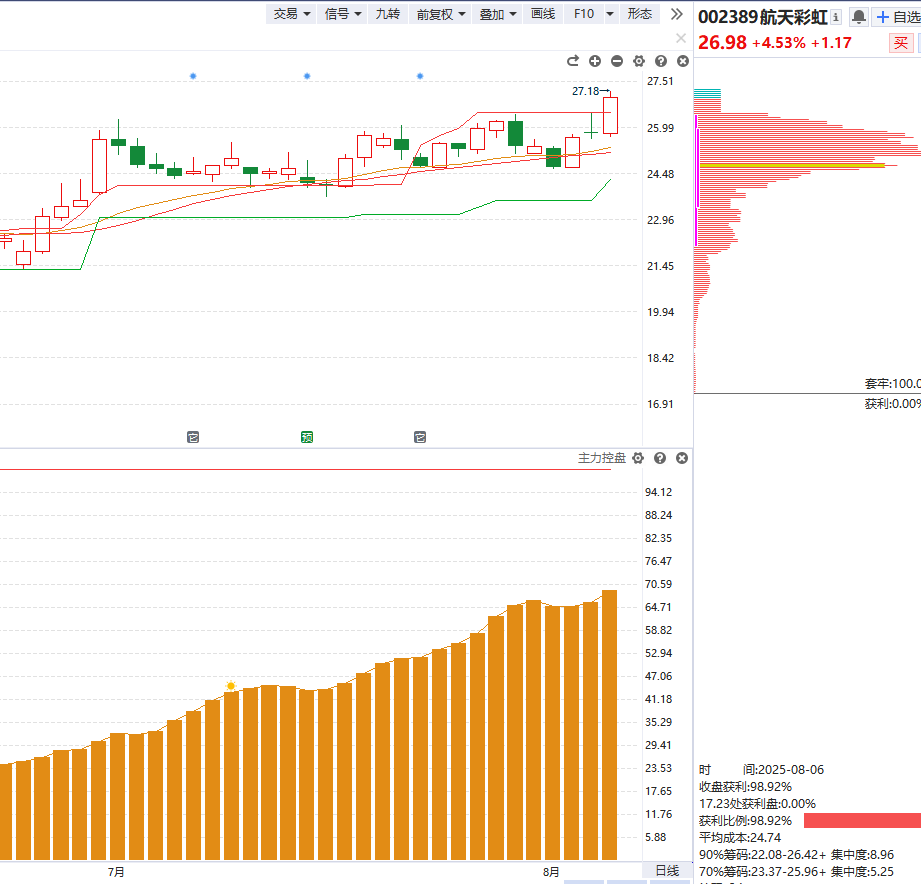 交易 信号 九转 前复权 叠加 画线 F10 形态
002389航天彩虹 i 自选
26.98 +4.53% +1.17 买
27.51
27.18
25.99
24.48
22.96
21.45
19.94
18.42
16.91
套牢:100.0
获利:0.00%
预
主力控盘
94.12
88.24
82.35
76.47
70.59
64.71
58.82
52.94
47.06
41.18
35.29
29.41
23.53
17.65
11.76
5.88
时 间:2025-08-06
收盘获利:98.92%
17.23处获利盘:0.00%
获利比例:98.92%
平均成本:24.74
90%筹码:22.08-26.42+ 集中度:8.96
70%筹码:23.37-25.96+ 集中度:5.25
7月 8月 日线